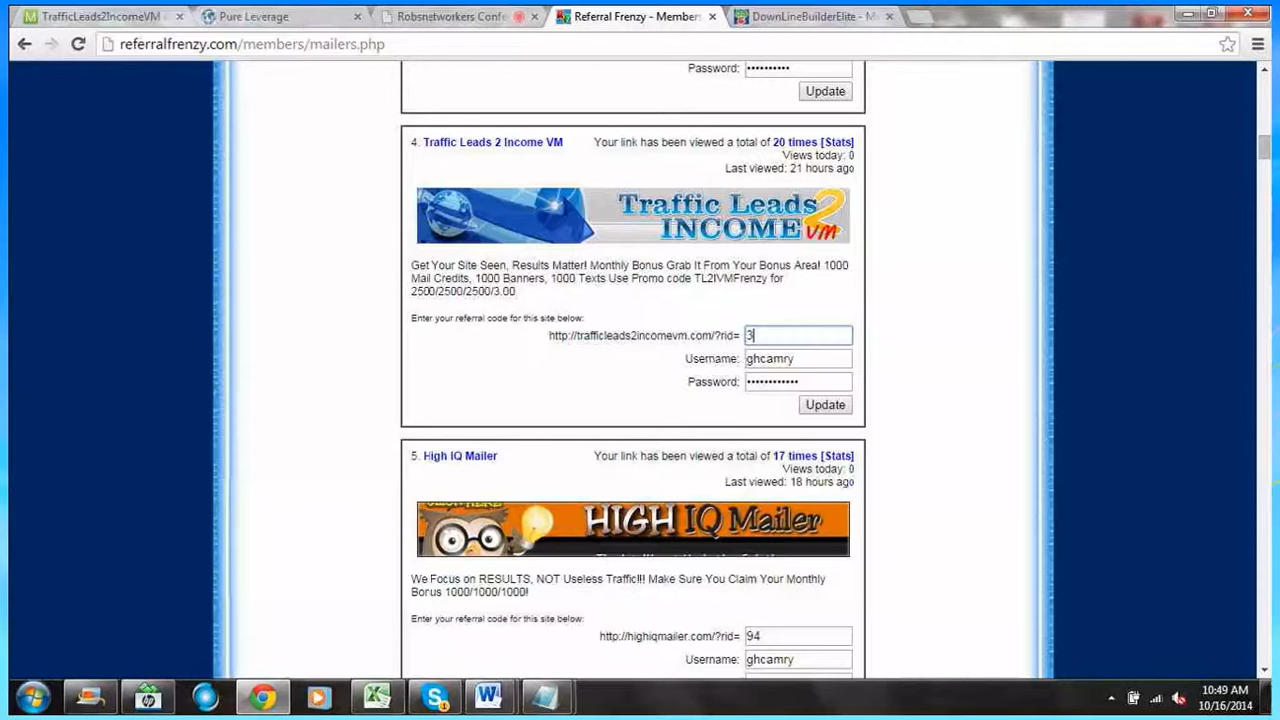 TrafficLeads2IncomeVM
Pure Leverage
Robsnetworkers Confe
Referral Frenzy - Members
DownLineBuilderElite - M
referralfrenzy.com/members/mailers.php
Password: ••••••••••
Update
4. Traffic Leads 2 Income VM
Your link has been viewed a total of 20 times [Stats]
Views today: 0
Last viewed: 21 hours ago
Traffic Leads 2
INCOME VM
Get Your Site Seen, Results Matter! Monthly Bonus Grab It From Your Bonus Area! 1000
Mail Credits, 1000 Banners, 1000 Texts Use Promo code TL2IVMFrenzy for
2500/2500/2500/3.00
Enter your referral code for this site below:
http://trafficleads2incomevm.com/?rid= 3
Username: ghcamry
Password: ••••••••••••
Update
5. High IQ Mailer
Your link has been viewed a total of 17 times [Stats]
Views today: 0
Last viewed: 18 hours ago
HIGH IQ Mailer
We Focus on RESULTS, NOT Useless Traffic!!! Make Sure You Claim Your Monthly
Bonus 1000/1000/1000!
Enter your referral code for this site below:
http://highiqmailer.com/?rid= 94
Username: ghcamry
10:49 AM
10/16/2014